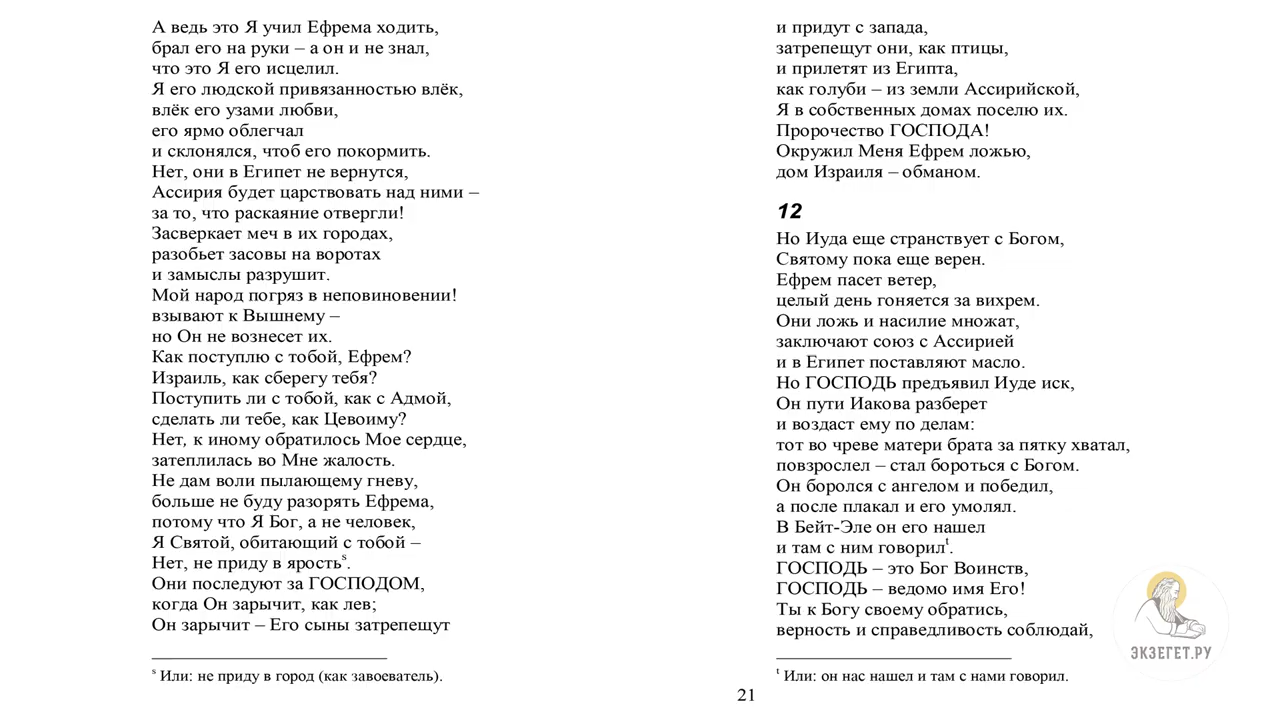 А ведь это Я учил Ефрема ходить,
брал его на руки – а он и не знал,
что это Я его исцелил.
Я его людской привязанностью влёк,
влёк его узами любви,
его ярмо облегчал
и склонялся, чтоб его покормить.
Нет, они в Египет не вернутся,
Ассирия будет царствовать над ними –
за то, что раскаяние отвергли!
Засверкает меч в их городах,
разобьет засовы на воротах
и замыслы разрушит.
Мой народ погряз в неповиновении!
взывают к Вышнему –
но Он не вознесет их.
Как поступлю с тобой, Ефрем?
Израиль, как сберегу тебя?
Поступить ли с тобой, как с Адмой,
сделать ли тебе, как Цевоиму?
Нет, к иному обратилось Мое сердце,
затеплилась во Мне жалость.
Не дам воли пылающему гневу,
больше не буду разорять Ефрема,
потому что Я Бог, а не человек,
Я Святой, обитающий с тобой –
Нет, не приду в ярость^s.
Они последуют за ГОСПОДОМ,
когда Он зарычит, как лев;
Он зарычит – Его сыны затрепещут
^s Или: не приду в город (как завоеватель).
и придут с запада,
затрепещут они, как птицы,
и прилетят из Египта,
как голуби – из земли Ассирийской,
Я в собственных домах поселю их.
Пророчество ГОСПОДА!
Окружил Меня Ефрем ложью,
дом Израиля – обманом.
12
Но Иуда еще странствует с Богом,
Святому пока еще верен.
Ефрем пасет ветер,
целый день гоняется за вихрем.
Они ложь и насилие множат,
заключают союз с Ассирией
и в Египет поставляют масло.
Но ГОСПОДЬ предъявил Иуде иск,
Он пути Иакова разберет
и воздаст ему по делам:
тот во чреве матери брата за пятку хватал,
повзрослел – стал бороться с Богом.
Он боролся с ангелом и победил,
а после плакал и его умолял.
В Бейт-Эле он его нашел
и там с ним говорил^t.
ГОСПОДЬ – это Бог Воинств,
ГОСПОДЬ – ведомо имя Его!
Ты к Богу своему обратись,
верность и справедливость соблюдай,
^t Или: он нас нашел и там с нами говорил.
21
ЭКЗЕГЕТ.РУ